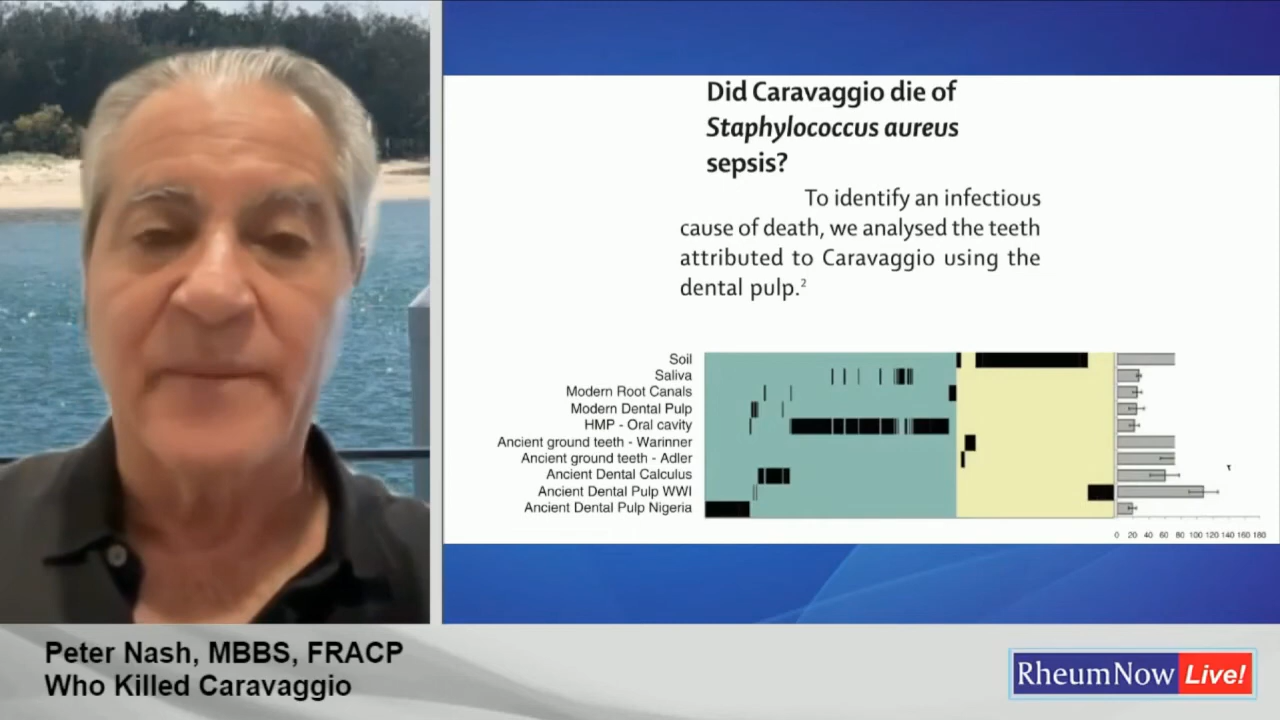 Did Caravaggio die of
Staphylococcus aureus
sepsis?
To identify an infectious
cause of death, we analysed the teeth
attributed to Caravaggio using the
dental pulp.2
Soil
Saliva
Modern Root Canals
Modern Dental Pulp
HMP - Oral cavity
Ancient ground teeth - Warinner
Ancient ground teeth - Adler
Ancient Dental Calculus
Ancient Dental Pulp WWI
Ancient Dental Pulp Nigeria
0 20 40 60 80 100 120 140 160 180
Peter Nash, MBBS, FRACP
Who Killed Caravaggio
RheumNow Live!